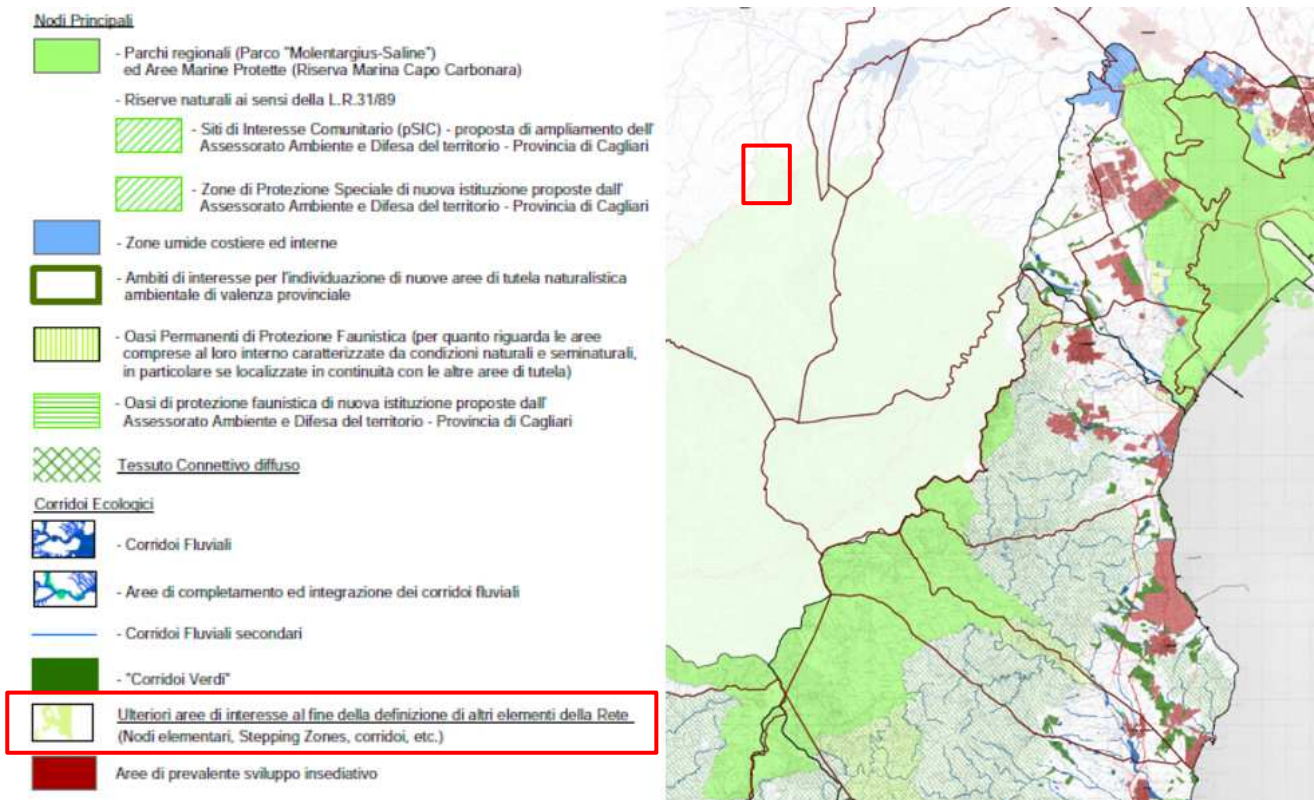 Nodi Principali
- Parchi regionali (Parco "Molentargius-Saline")
ed Aree Marine Protette (Riserva Marina Capo Carbonara)
- Riserve naturali ai sensi della L.R.31/89
- Siti di Interesse Comunitario (pSIC) - proposta di ampliamento dell'
Assessorato Ambiente e Difesa del territorio - Provincia di Cagliari
- Zone di Protezione Speciale di nuova istituzione proposte dall'
Assessorato Ambiente e Difesa del territorio - Provincia di Cagliari
- Zone umide costiere ed interne
- Ambiti di interesse per l'individuazione di nuove aree di tutela naturalistica
ambientale di valenza provinciale
- Oasi Permanenti di Protezione Faunistica (per quanto riguarda le aree
comprese al loro interno caratterizzate da condizioni naturali e seminaturali,
in particolare se localizzate in continuità con le altre aree di tutela)
- Oasi di protezione faunistica di nuova istituzione proposte dall'
Assessorato Ambiente e Difesa del territorio - Provincia di Cagliari
Tessuto Connettivo diffuso
Corridoi Ecologici
- Corridoi Fluviali
- Aree di completamento ed integrazione dei corridoi fluviali
- Corridoi Fluviali secondari
- "Corridoi Verdi"
Ulteriori aree di interesse al fine della definizione di altri elementi della Rete
(Nodi elementari, Stepping Zones, corridoi, etc.)
Aree di prevalente sviluppo insediativo